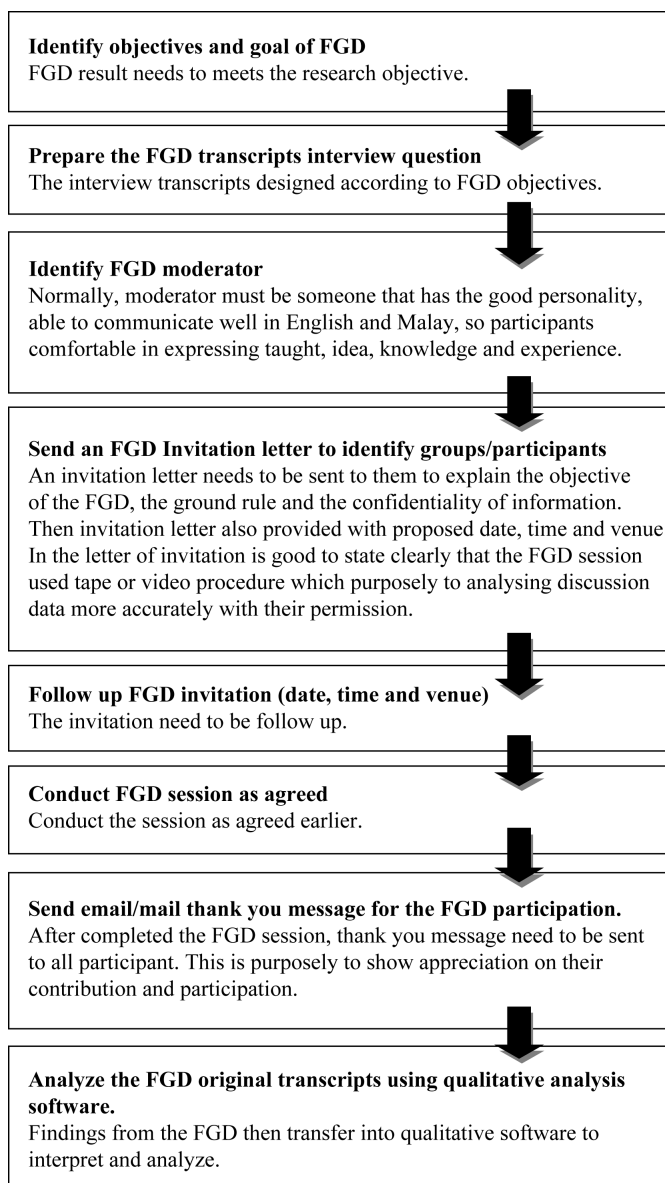 Identify objectives and goal of FGD
FGD result needs to meets the research objective.
Prepare the FGD transcripts interview question
The interview transcripts designed according to FGD objectives.
Identify FGD moderator
Normally, moderator must be someone that has the good personality,
able to communicate well in English and Malay, so participants
comfortable in expressing taught, idea, knowledge and experience.
Send an FGD Invitation letter to identify groups/participants
An invitation letter needs to be sent to them to explain the objective
of the FGD, the ground rule and the confidentiality of information.
Then invitation letter also provided with proposed date, time and venue
In the letter of invitation is good to state clearly that the FGD session
used tape or video procedure which purposely to analysing discussion
data more accurately with their permission.
Follow up FGD invitation (date, time and venue)
The invitation need to be follow up.
Conduct FGD session as agreed
Conduct the session as agreed earlier.
Send email/mail thank you message for the FGD participation.
After completed the FGD session, thank you message need to be sent
to all participant. This is purposely to show appreciation on their
contribution and participation.
Analyze the FGD original transcripts using qualitative analysis
software.
Findings from the FGD then transfer into qualitative software to
interpret and analyze.